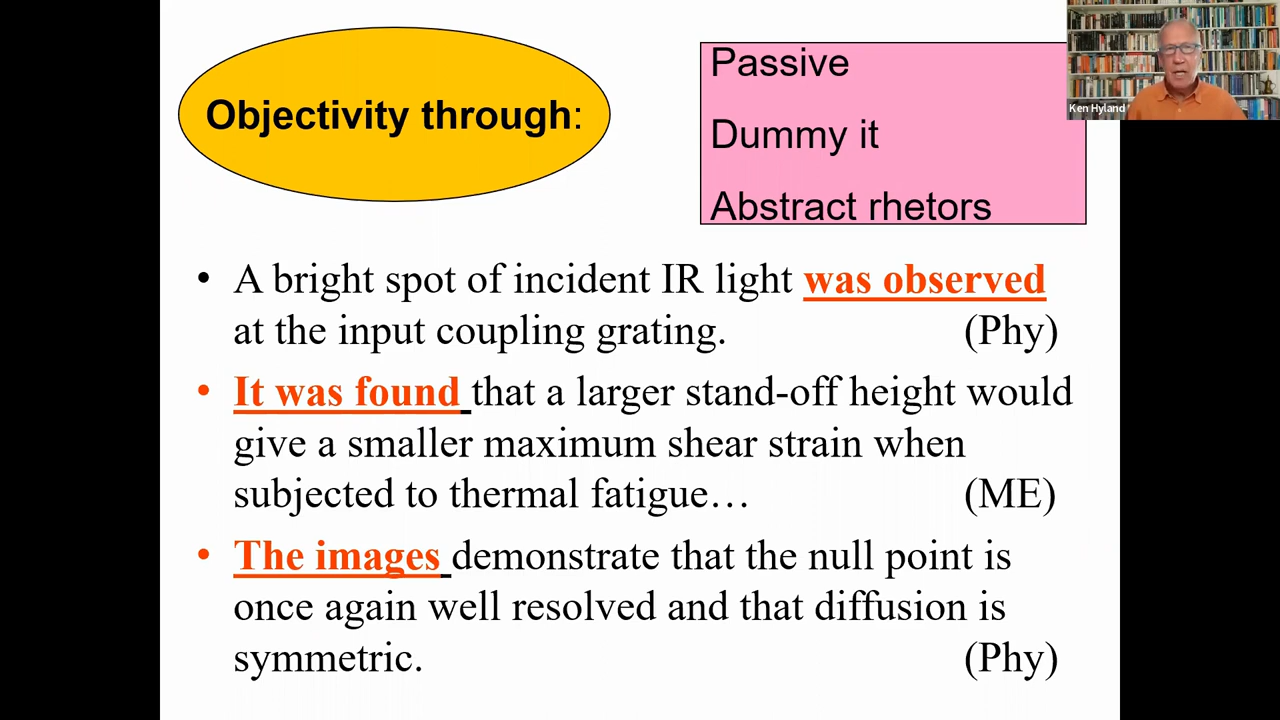 Objectivity through:
Passive
Dummy it
Abstract rhetors
Ken Hyland
• A bright spot of incident IR light was observed
at the input coupling grating. (Phy)
• It was found that a larger stand-off height would
give a smaller maximum shear strain when
subjected to thermal fatigue… (ME)
• The images demonstrate that the null point is
once again well resolved and that diffusion is
symmetric. (Phy)